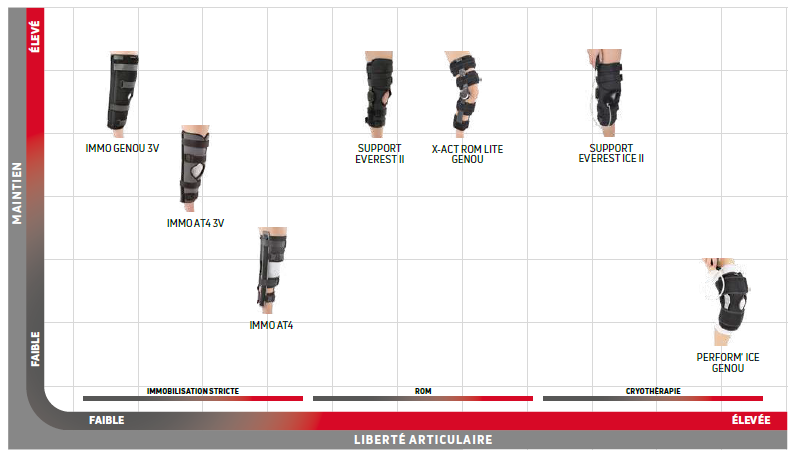 ÉLEVÉ
MAINTIEN
FAIBLE
IMMO GENOU 3V
SUPPORT
EVEREST II
X-ACT ROM LITE
GENOU
SUPPORT
EVEREST ICE II
IMMO AT4 3V
IMMO AT4
PERFORM' ICE
GENOU
IMMOBILISATION STRICTE
ROM
CRYOTHÉRAPIE
FAIBLE
ÉLEVÉE
LIBERTÉ ARTICULAIRE